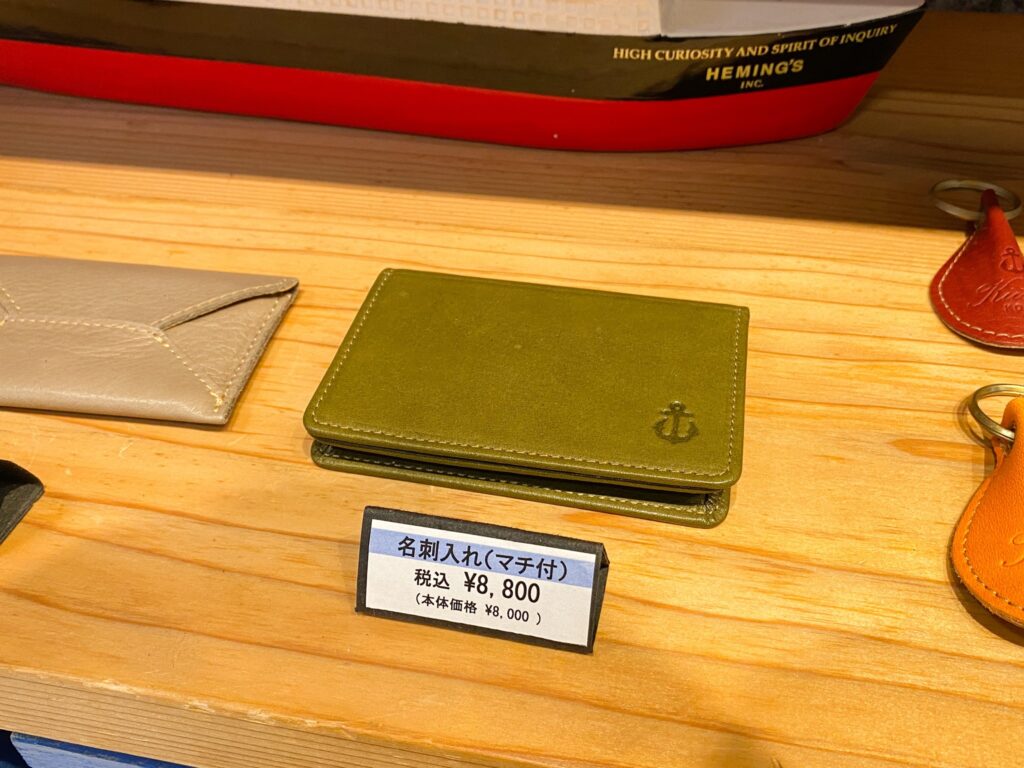 HIGH CURIOSITY AND SPIRIT OF INQUIRY
HEMING'S
INC.
名刺入れ(マチ付)
税込 ¥8,800
(本体価格 ¥8,000 )